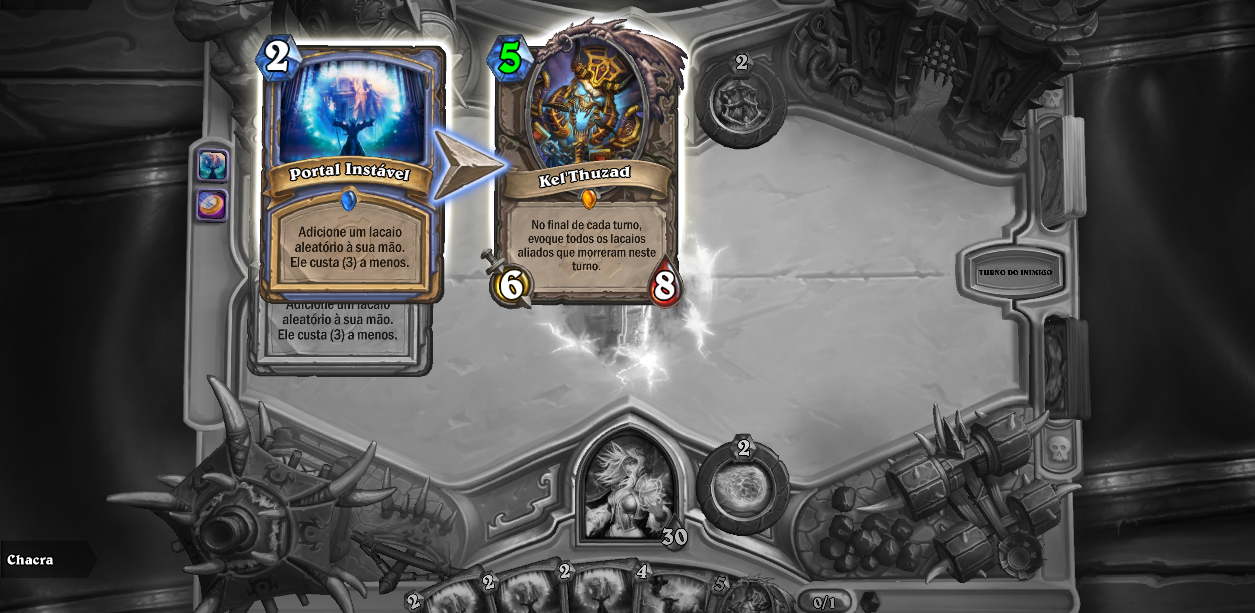 2
5
2
Portal Instável
Kel'Thuzad
Adicione um lacaio
aleatório à sua mão.
Ele custa (3) a menos.
No final de cada turno,
evoque todos os lacaios
aliados que morreram neste
turno.
6
8
TURNO DO INIMIGO
Adicione um lacaio
aleatório à sua mão.
Ele custa (3) a menos.
2
30
Chacra
2
2
2
4
5
0/1